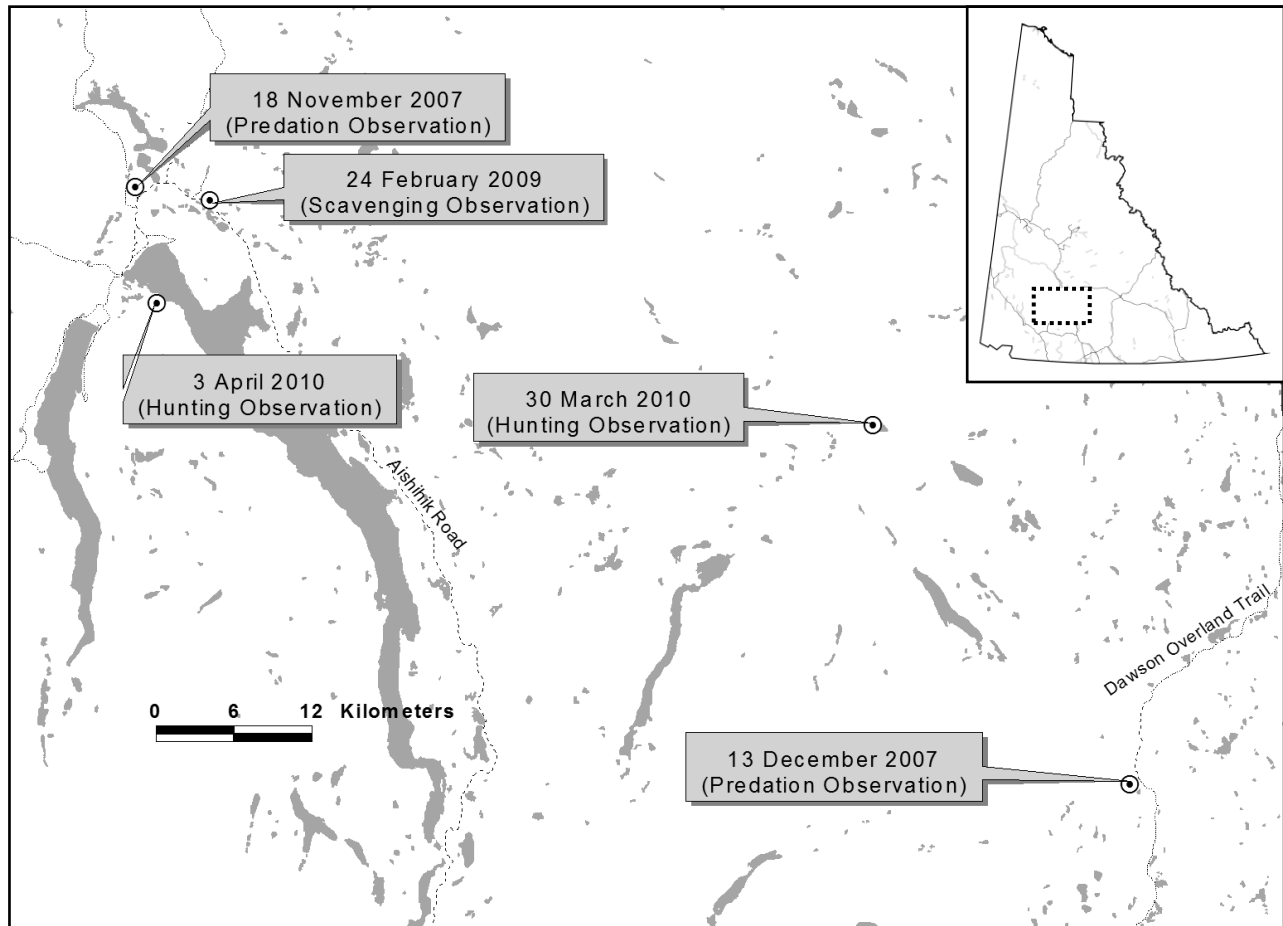 18 November 2007
(Predation Observation)
24 February 2009
(Scavenging Observation)
3 April 2010
(Hunting Observation)
30 March 2010
(Hunting Observation)
Aishihik Road
Dawson Overland Trail
0 6 12 Kilometers
13 December 2007
(Predation Observation)